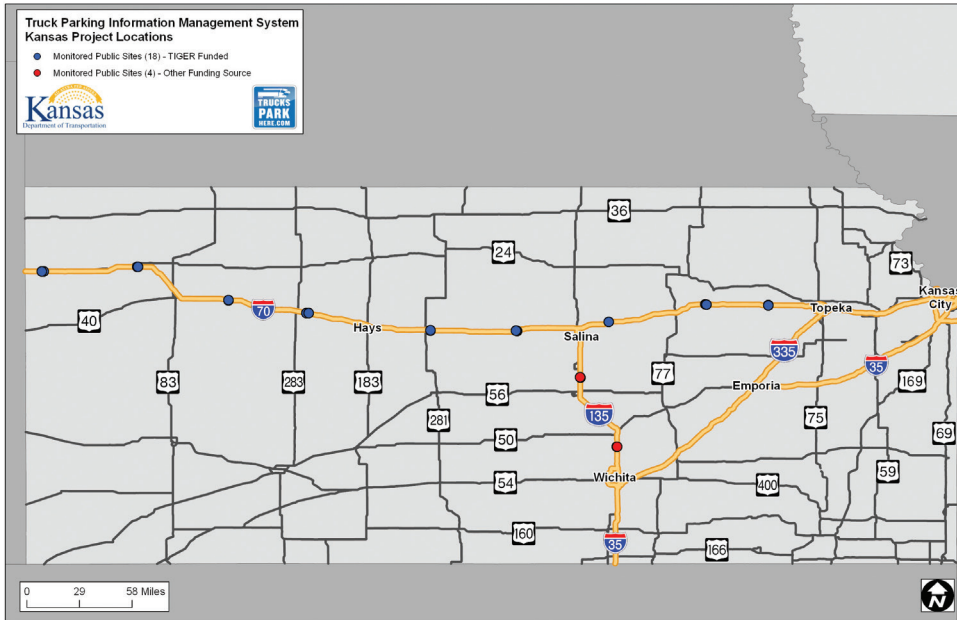 Truck Parking Information Management System
Kansas Project Locations
Monitored Public Sites (18) - TIGER Funded
Monitored Public Sites (4) - Other Funding Source
Kansas
Department of Transportation
TRUCKS
PARK
HERE.COM
36
24
73
Kansas
City
40
70
Hays
Salina
Topeka
335
35
83
283
183
77
56
Emporia
169
281
135
75
50
69
54
Wichita
400
59
160
35
166
0 29 58 Miles
N